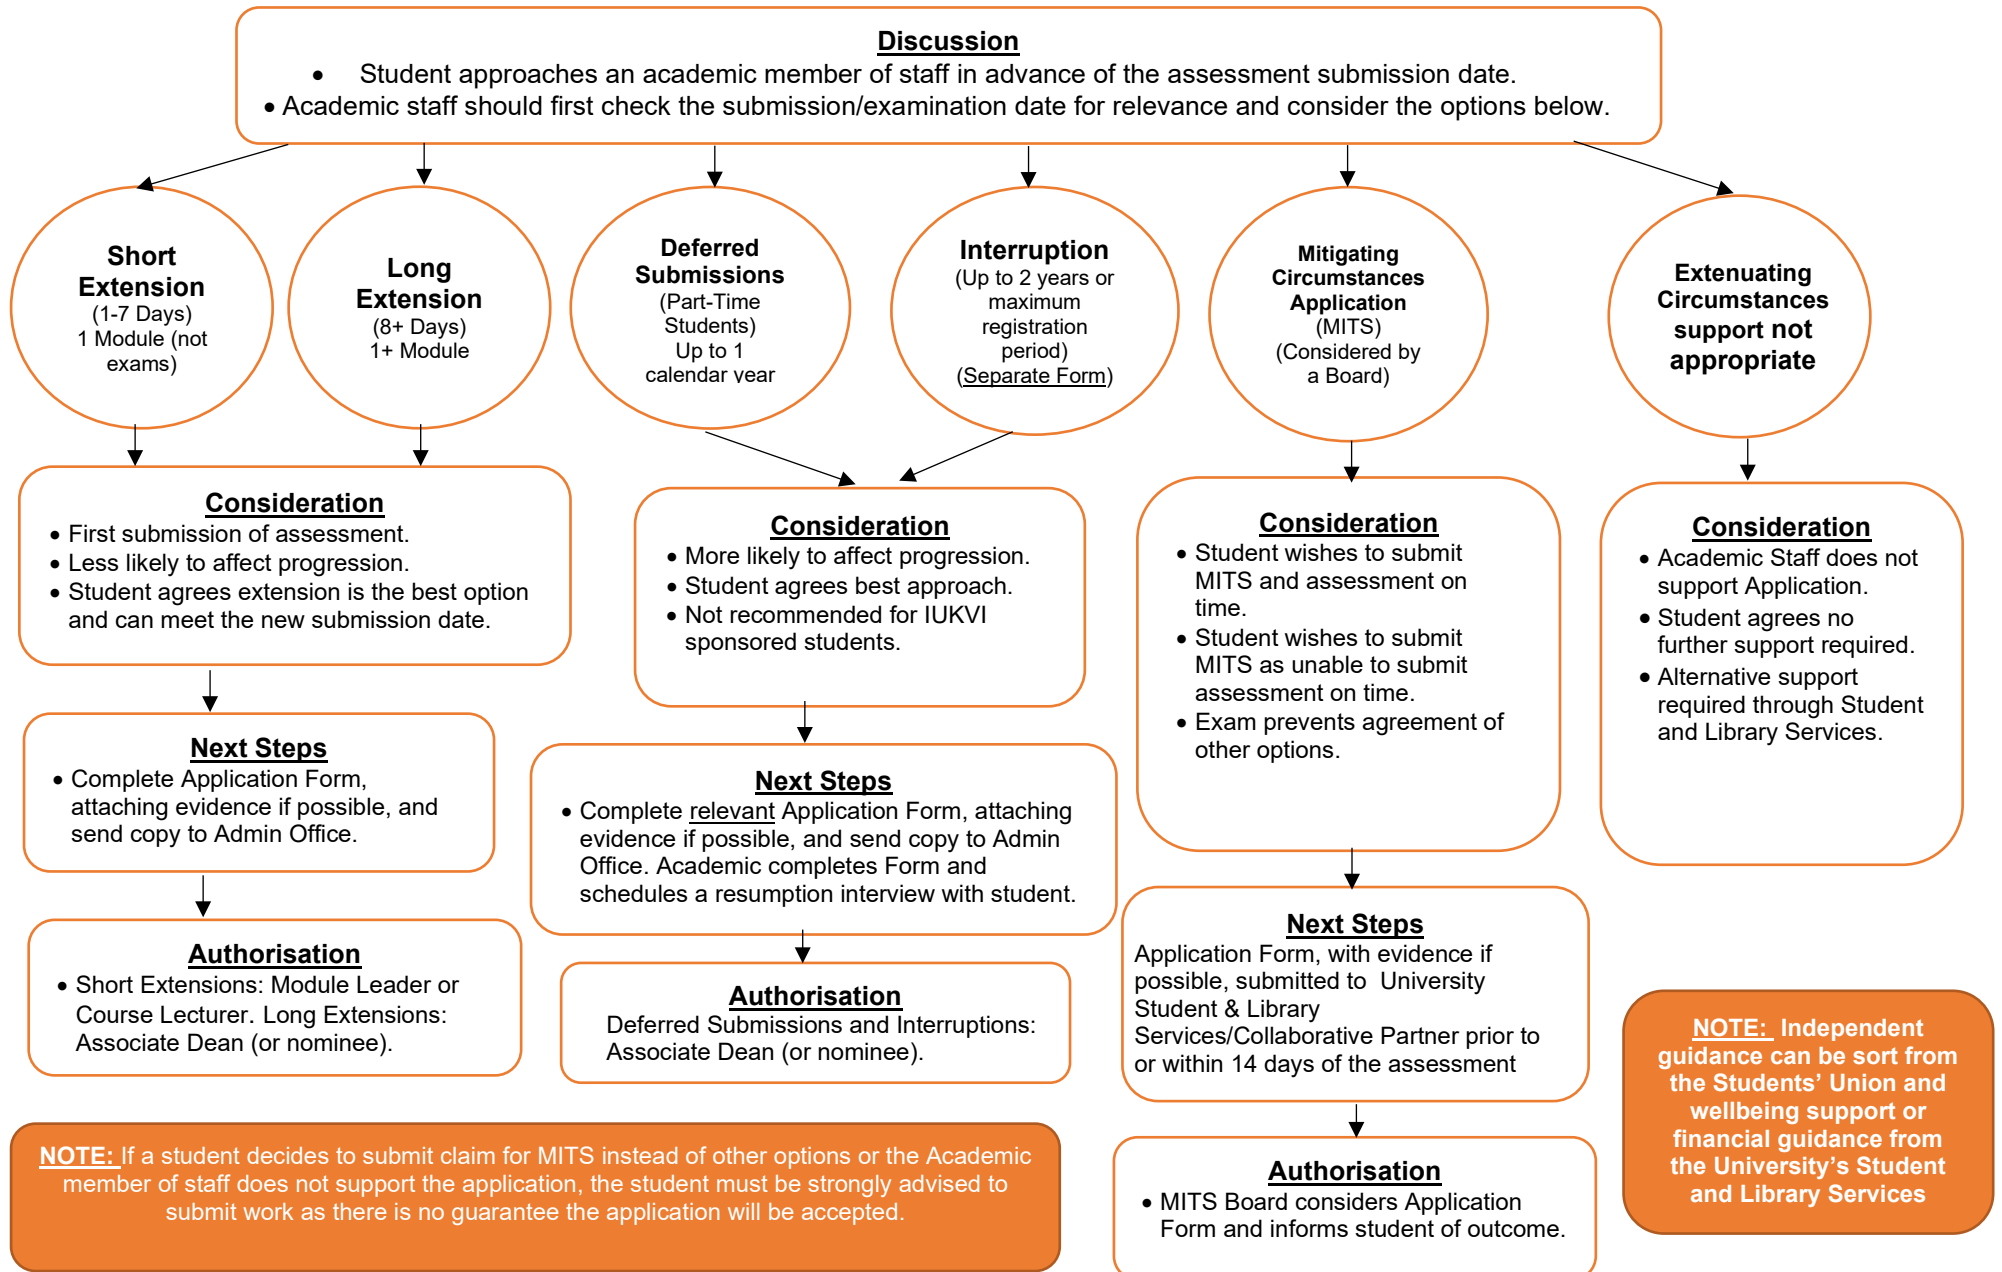 Discussion
• Student approaches an academic member of staff in advance of the assessment submission date.
• Academic staff should first check the submission/examination date for relevance and consider the options below.
Short
Extension
(1-7 Days)
1 Module (not
exams)
Long
Extension
(8+ Days)
1+ Module
Deferred
Submissions
(Part-Time
Students)
Up to 1
calendar year
Interruption
(Up to 2 years or
maximum
registration
period)
(Separate Form)
Mitigating
Circumstances
Application
(MITS)
(Considered by
a Board)
Extenuating
Circumstances
support not
appropriate
Consideration
• First submission of assessment.
• Less likely to affect progression.
• Student agrees extension is the best option
and can meet the new submission date.
Consideration
• More likely to affect progression.
• Student agrees best approach.
• Not recommended for IUKVI
sponsored students.
Consideration
• Student wishes to submit
MITS and assessment on
time.
• Student wishes to submit
MITS as unable to submit
assessment on time.
• Exam prevents agreement of
other options.
Consideration
• Academic Staff does not
support Application.
• Student agrees no
further support required.
• Alternative support
required through Student
and Library Services.
Next Steps
• Complete Application Form,
attaching evidence if possible, and
send copy to Admin Office.
Next Steps
• Complete relevant Application Form, attaching
evidence if possible, and send copy to Admin
Office. Academic completes Form and
schedules a resumption interview with student.
Next Steps
Application Form, with evidence if
possible, submitted to University
Student & Library
Services/Collaborative Partner prior to
or within 14 days of the assessment
Authorisation
• Short Extensions: Module Leader or
Course Lecturer. Long Extensions:
Associate Dean (or nominee).
Authorisation
Deferred Submissions and Interruptions:
Associate Dean (or nominee).
Authorisation
• MITS Board considers Application
Form and informs student of outcome.
NOTE: If a student decides to submit claim for MITS instead of other options or the Academic
member of staff does not support the application, the student must be strongly advised to
submit work as there is no guarantee the application will be accepted.
NOTE: Independent
guidance can be sort from
the Students' Union and
wellbeing support or
financial guidance from
the University's Student
and Library Services